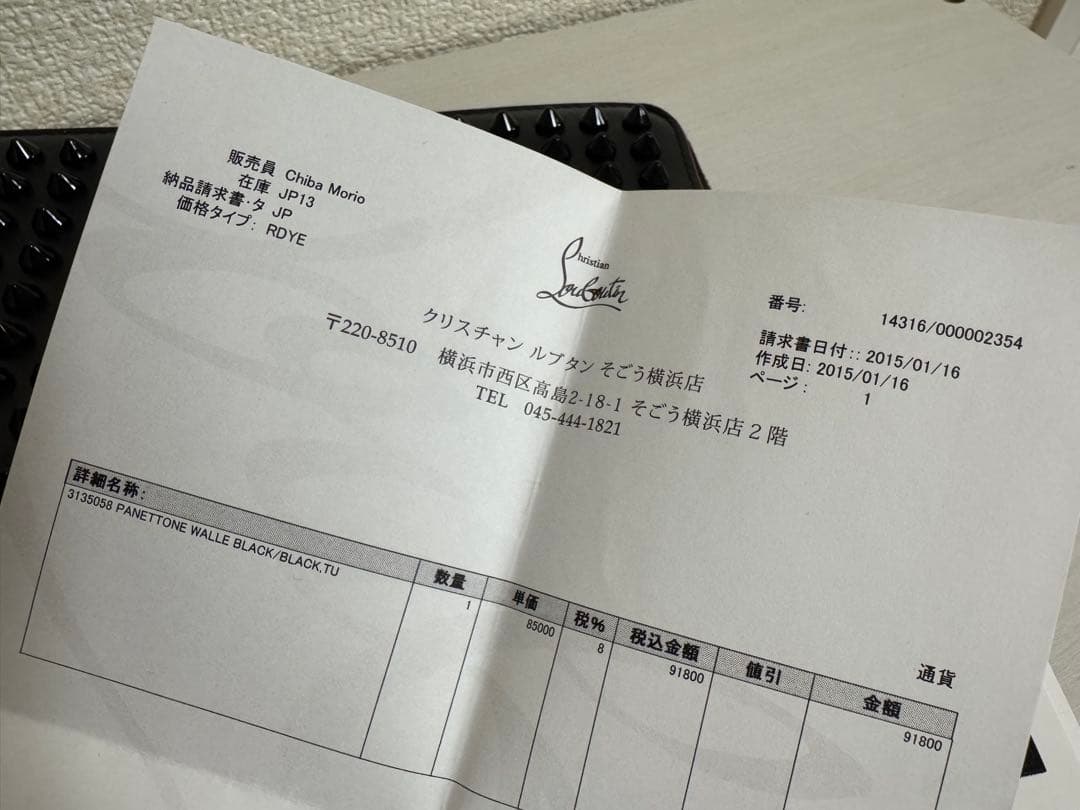 販売員 Chiba Morio
在庫 JP13
納品請求書・タ JP
価格タイプ: RDYE
Christian
Louboutin
クリスチャン ルブタン そごう横浜店
〒220-8510 横浜市西区高島2-18-1 そごう横浜店2階
TEL 045-444-1821
番号: 14316/000002354
請求書日付:: 2015/01/16
作成日: 2015/01/16
ページ: 1
通貨
詳細名称: 数量 単価 税% 税込金額 値引 金額
3135058 PANETTONE WALLE BLACK/BLACK.TU 1 85000 8 91800 91800